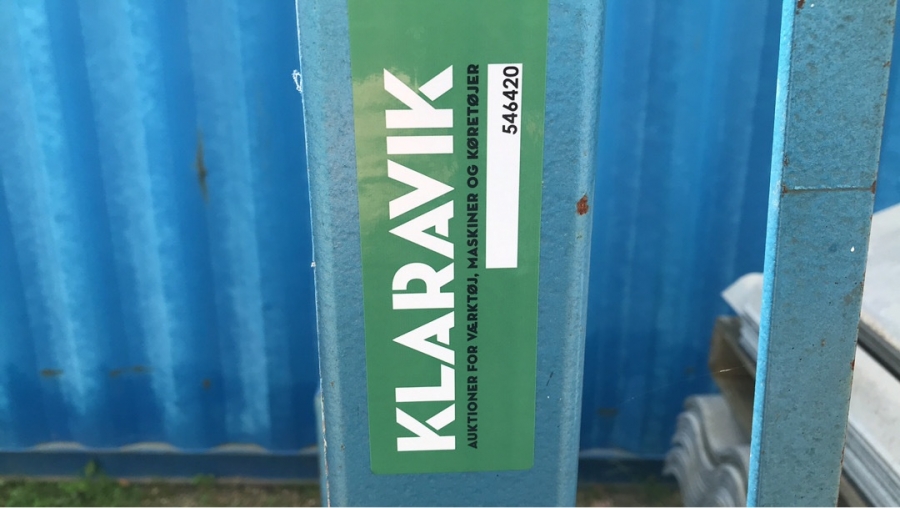 KLARAVIK
AUKTIONER FOR VÆRKTØJ, MASKINER OG KØRETØJER
546420